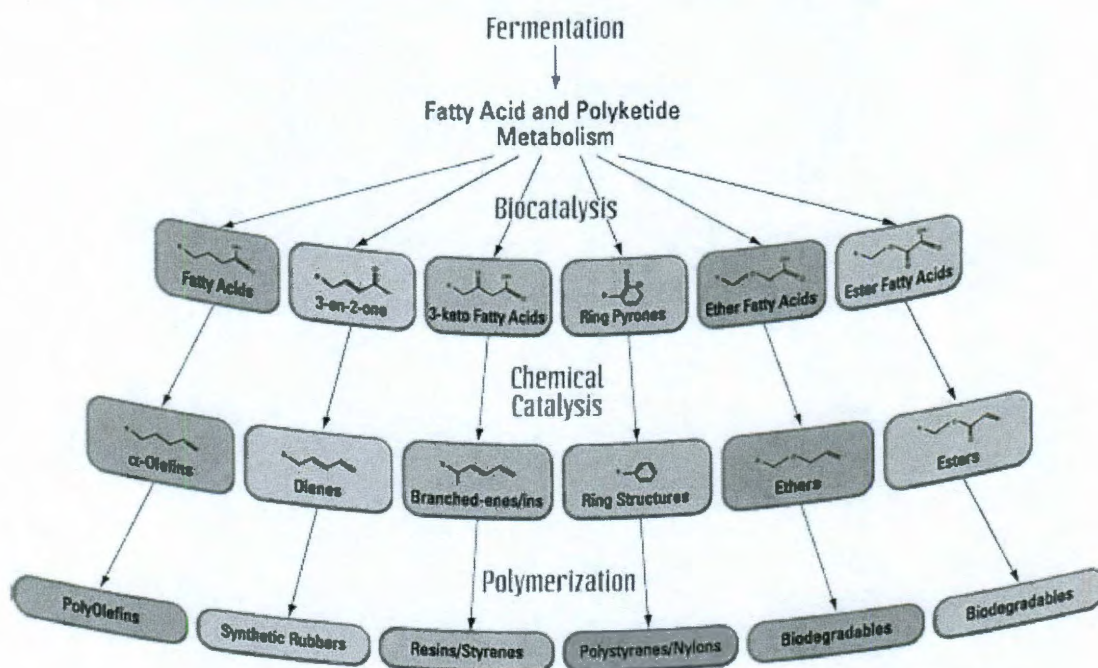 Fermentation
Fatty Acid and Polyketide
Metabolism
Biocatalysis
Fatty Acids
3-en-2-one
3-keto Fatty Acids
Ring Pyrones
Ether Fatty Acids
Ester Fatty Acids
Chemical
Catalysis
α-Olefins
Dienes
Branched-enes/ins
Ring Structures
Ethers
Esters
Polymerization
PolyOlefins
Synthetic Rubbers
Resins/Styrenes
Polystyrenes/Nylons
Biodegradables
Biodegradables